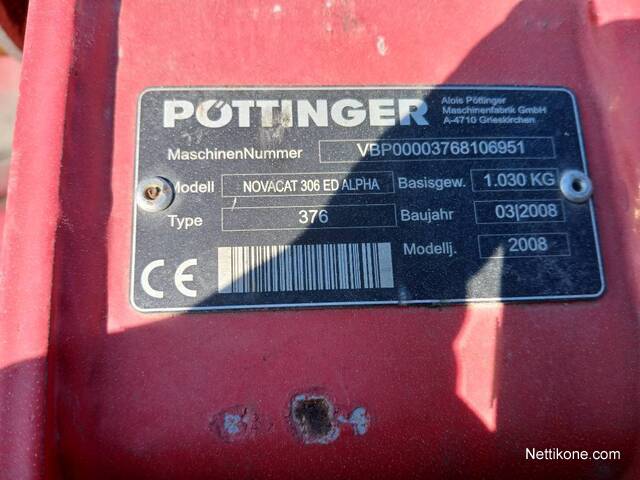 PÖTTINGER
Alois Pöttinger
Maschinenfabrik GmbH
A-4710 Grieskirchen
MaschinenNummer VBP00003768106951
Modell NOVACAT 306 ED ALPHA Basisgew. 1.030 KG
Type 376 Baujahr 03|2008
Modellj. 2008
CE
Nettikone.com